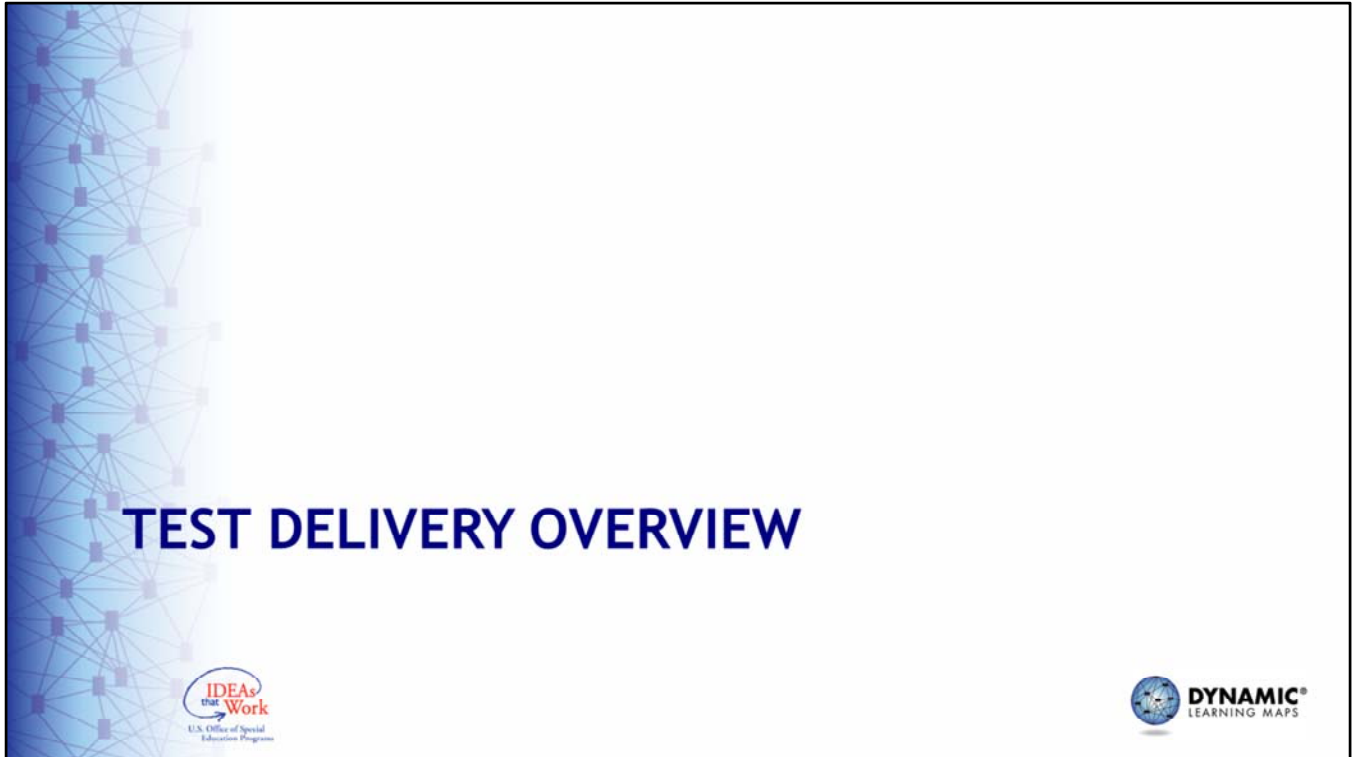 TEST DELIVERY OVERVIEW
IDEAs
that Work
U.S. Office of Special
Education Programs
DYNAMIC®
LEARNING MAPS